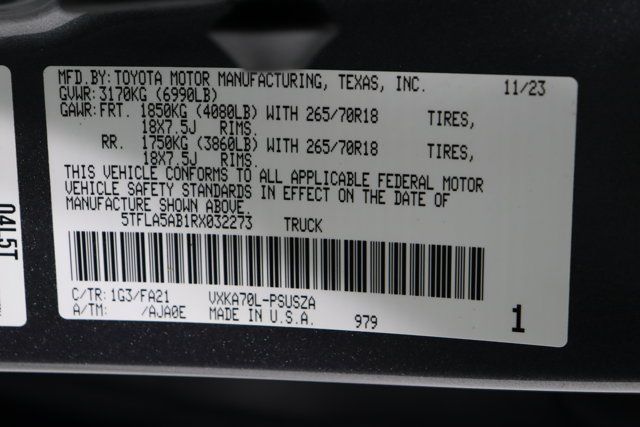 MFD.BY: TOYOTA MOTOR MANUFACTURING, TEXAS, INC. 11/23
GVWR: 3170KG (6990LB)
GAWR: FRT. 1850KG (4080LB) WITH 265/70R18 TIRES,
18X7.5J RIMS.
RR. 1750KG (3860LB) WITH 265/70R18 TIRES,
18X7.5J RIMS.
THIS VEHICLE CONFORMS TO ALL APPLICABLE FEDERAL MOTOR
VEHICLE SAFETY STANDARDS IN EFFECT ON THE DATE OF
MANUFACTURE SHOWN ABOVE.
5TFLA5AB1RX032273 TRUCK
C/TR: 1G3/FA21 VXKA70L-PSUSZA
A/TM: /AJA0E MADE IN U.S.A. 979 1
04L5T